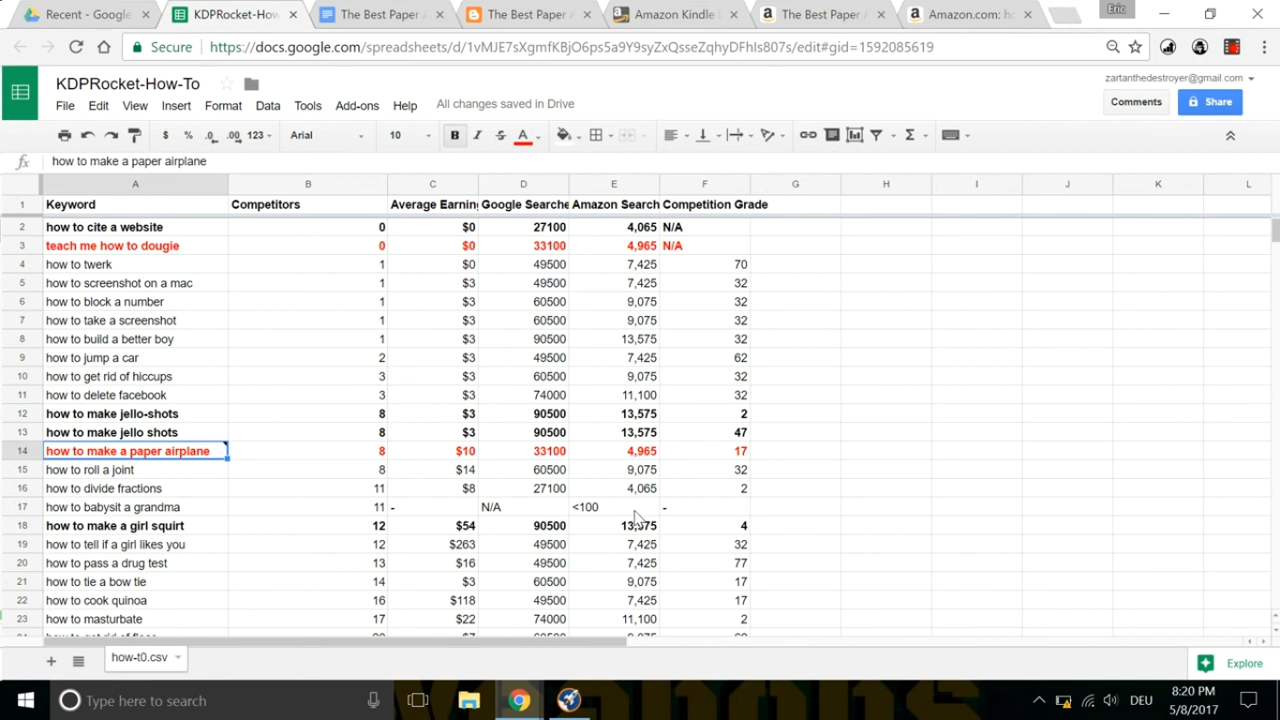 Recent - Google D
KDPRocket-How-
The Best Paper
The Best Paper
Amazon Kindle
The Best Paper
Amazon.com: h
Eric
Secure https://docs.google.com/spreadsheets/d/1vMJE7sXgmfKBjO6ps5a9Y9syZxQsseZqhyDFhIs807s/edit#gid=1592085619
KDPRocket-How-To
zartanthedestroyer@gmail.com
File Edit View Insert Format Data Tools Add-ons Help All changes saved in Drive
Comments Share
$ % .0 .00 123 Arial 10 B I S A
fx how to make a paper airplane
A B C D E F G H I J K L
1 Keyword Competitors Average Earnin Google Searche Amazon Search Competition Grade
2 how to cite a website 0 $0 27100 4,065 N/A
3 teach me how to dougie 0 $0 33100 4,965 N/A
4 how to twerk 1 $0 49500 7,425 70
5 how to screenshot on a mac 1 $3 49500 7,425 32
6 how to block a number 1 $3 60500 9,075 32
7 how to take a screenshot 1 $3 60500 9,075 32
8 how to build a better boy 1 $3 90500 13,575 32
9 how to jump a car 2 $3 49500 7,425 62
10 how to get rid of hiccups 3 $3 60500 9,075 32
11 how to delete facebook 3 $3 74000 11,100 32
12 how to make jello-shots 8 $3 90500 13,575 2
13 how to make jello shots 8 $3 90500 13,575 47
14 how to make a paper airplane 8 $10 33100 4,965 17
15 how to roll a joint 8 $14 60500 9,075 32
16 how to divide fractions 11 $8 27100 4,065 2
17 how to babysit a grandma 11 - N/A <100 -
18 how to make a girl squirt 12 $54 90500 13,575 4
19 how to tell if a girl likes you 12 $263 49500 7,425 32
20 how to pass a drug test 13 $16 49500 7,425 77
21 how to tie a bow tie 14 $3 60500 9,075 17
22 how to cook quinoa 16 $118 49500 7,425 17
23 how to masturbate 17 $22 74000 11,100 2
how-t0.csv
Explore
Type here to search
DEU
8:20 PM
5/8/2017